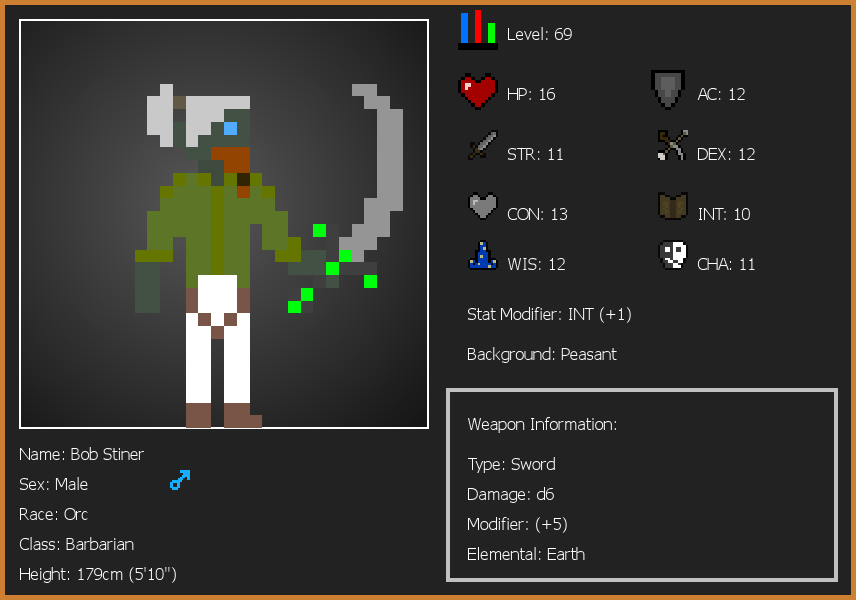 Level: 69
HP: 16
AC: 12
STR: 11
DEX: 12
CON: 13
INT: 10
WIS: 12
CHA: 11
Stat Modifier: INT (+1)
Background: Peasant
Weapon Information:
Type: Sword
Damage: d6
Modifier: (+5)
Elemental: Earth
Name: Bob Stiner
Sex: Male
Race: Orc
Class: Barbarian
Height: 179cm (5'10")